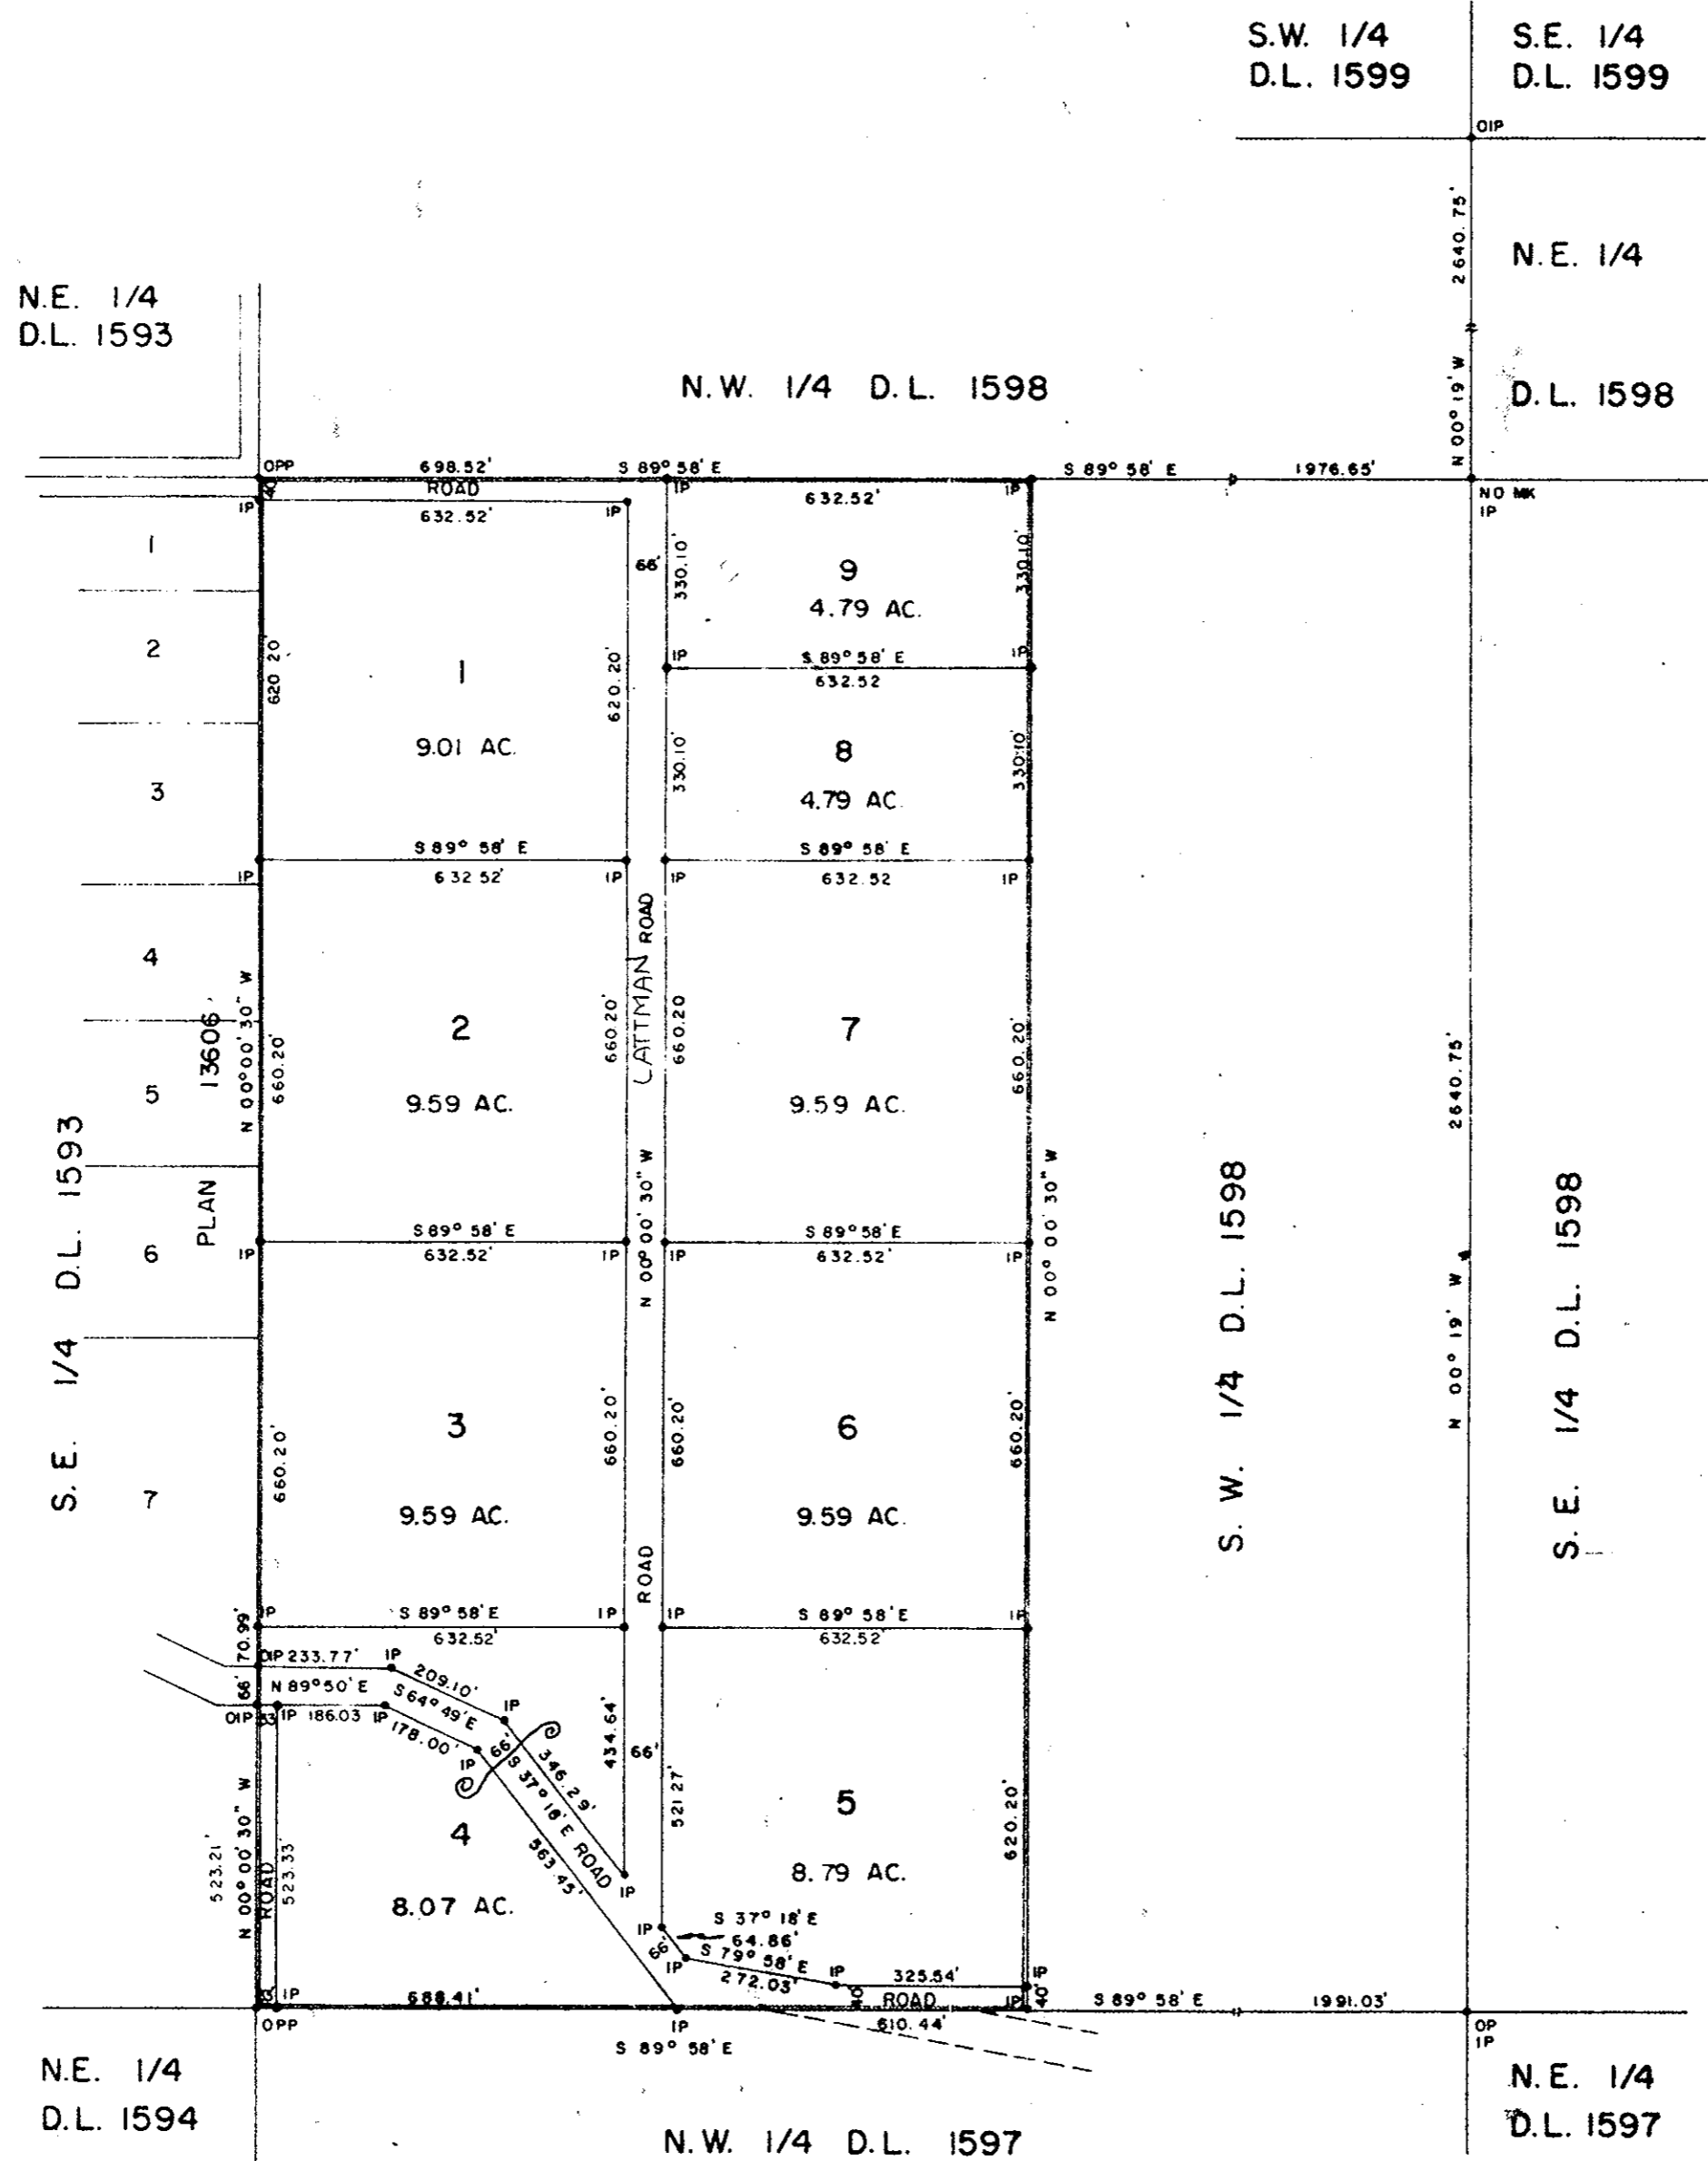 S.W. 1/4
D.L. 1599
S.E. 1/4
D.L. 1599
OIP
2640.75'
N.E. 1/4
N.E. 1/4
D.L. 1593
N 00° 19' W
D.L. 1598
N.W. 1/4 D.L. 1598
OPP
698.52'
S 89° 58' E
S 89° 58' E
1976.65'
40'
ROAD
IP
IP
632.52'
NO MK
IP
IP
632.52'
IP
1
66'
330.10'
9
330.10'
4.79 AC.
2
620 20'
1
620.20'
IP
S 89° 58' E
IP
632.52
9.01 AC.
3
330.10'
8
330.10'
4.79 AC.
S 89° 58' E
S 89° 58' E
IP
632 52'
IP
IP
632.52
IP
LATTMAN ROAD
4
PLAN 13606
N 00° 00' 30" W
660.20'
2
660.20'
660.20
7
660.20'
2640.75'
5
9.59 AC.
9.59 AC.
S.E. 1/4 D.L. 1593
N 00° 00' 30" W
N 00° 00' 30" W
S. W. 1/4 D.L. 1598
S. E. 1/4 D.L. 1598
6
IP
S 89° 58' E
632.52'
IP
IP
S 89° 58' E
632.52'
IP
N 00° 19' W
3
660.20'
660.20'
660.20'
6
660.20'
7
9.59 AC.
9.59 AC.
ROAD
70.99'
IP
S 89° 58' E
IP
IP
S 89° 58' E
IP
632.52'
632.52'
OIP
233.77'
IP
209.10'
66'
N 89° 50' E
S 64° 49' E
IP
OIP
33'
IP
186.03
IP
178.00'
IP
66'
346.29'
S 37° 18' E ROAD
434.64'
66'
521 27'
5
620.20'
523.21'
N 00° 00' 30" W
ROAD
523.33'
4
563.45'
8.79 AC.
IP
8.07 AC.
IP
S 37° 18' E
64.86'
66'
IP
S 79° 58' E
272.03'
IP
325.54'
IP
33'
IP
688.41'
40'
ROAD
IP
40'
S 89° 58' E
1991.03'
OPP
IP
610.44'
OP
IP
S 89° 58' E
N.E. 1/4
D.L. 1594
N.E. 1/4
D.L. 1597
N.W. 1/4 D.L. 1597